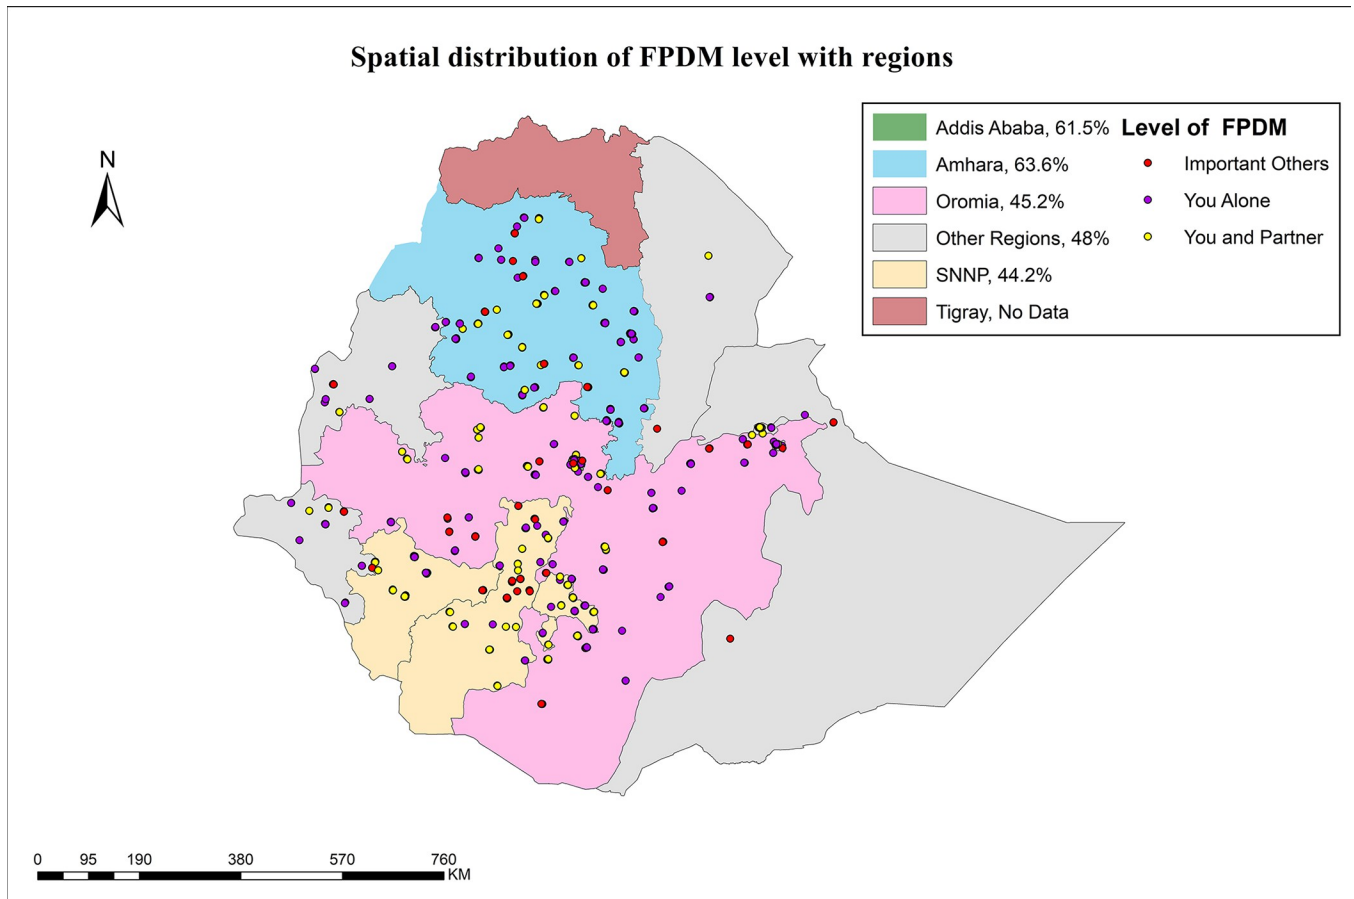 Spatial distribution of FPDM level with regions
N
Addis Ababa, 61.5%
Amhara, 63.6%
Oromia, 45.2%
Other Regions, 48%
SNNP, 44.2%
Tigray, No Data
Level of FPDM
Important Others
You Alone
You and Partner
0 95 190 380 570 760
KM